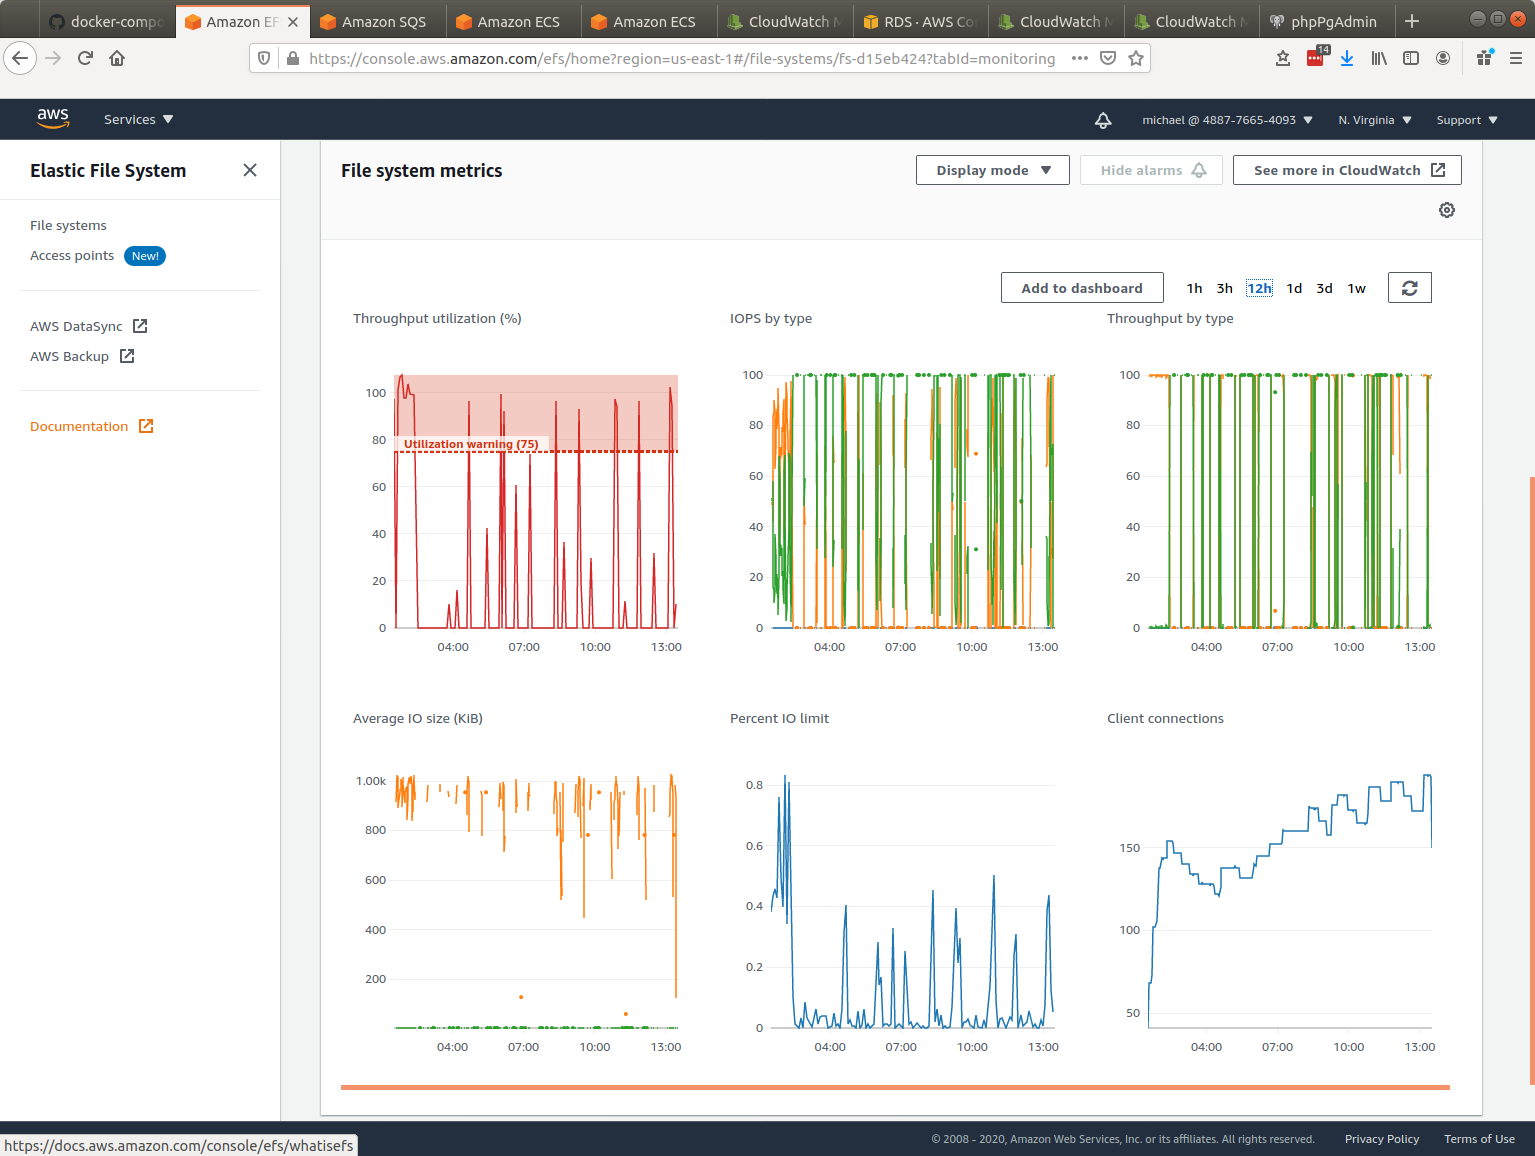 docker-compo
Amazon EF
Amazon SQS
Amazon ECS
Amazon ECS
CloudWatch M
RDS · AWS Co
CloudWatch M
CloudWatch M
phpPgAdmin
https://console.aws.amazon.com/efs/home?region=us-east-1#/file-systems/fs-d15eb424?tabId=monitoring
14
aws
Services
michael @ 4887-7665-4093
N. Virginia
Support
Elastic File System
File systems
Access points New!
AWS DataSync
AWS Backup
Documentation
File system metrics
Display mode
Hide alarms
See more in CloudWatch
Add to dashboard
1h 3h 12h 1d 3d 1w
Throughput utilization (%)
100
80
60
40
20
0
Utilization warning (75)
04:00 07:00 10:00 13:00
IOPS by type
100
80
60
40
20
0
04:00 07:00 10:00 13:00
Throughput by type
100
80
60
40
20
0
04:00 07:00 10:00 13:00
Average IO size (KiB)
1.00k
800
600
400
200
04:00 07:00 10:00 13:00
Percent IO limit
0.8
0.6
0.4
0.2
0
04:00 07:00 10:00 13:00
Client connections
150
100
50
04:00 07:00 10:00 13:00
https://docs.aws.amazon.com/console/efs/whatisefs
© 2008 - 2020, Amazon Web Services, Inc. or its affiliates. All rights reserved.
Privacy Policy
Terms of Use